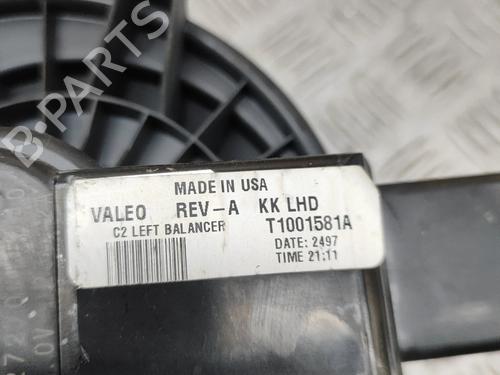 B-PARTS
MADE IN USA
VALEO REV-A KK LHD
C2 LEFT BALANCER T1001581A
DATE: 2497
TIME 21:11